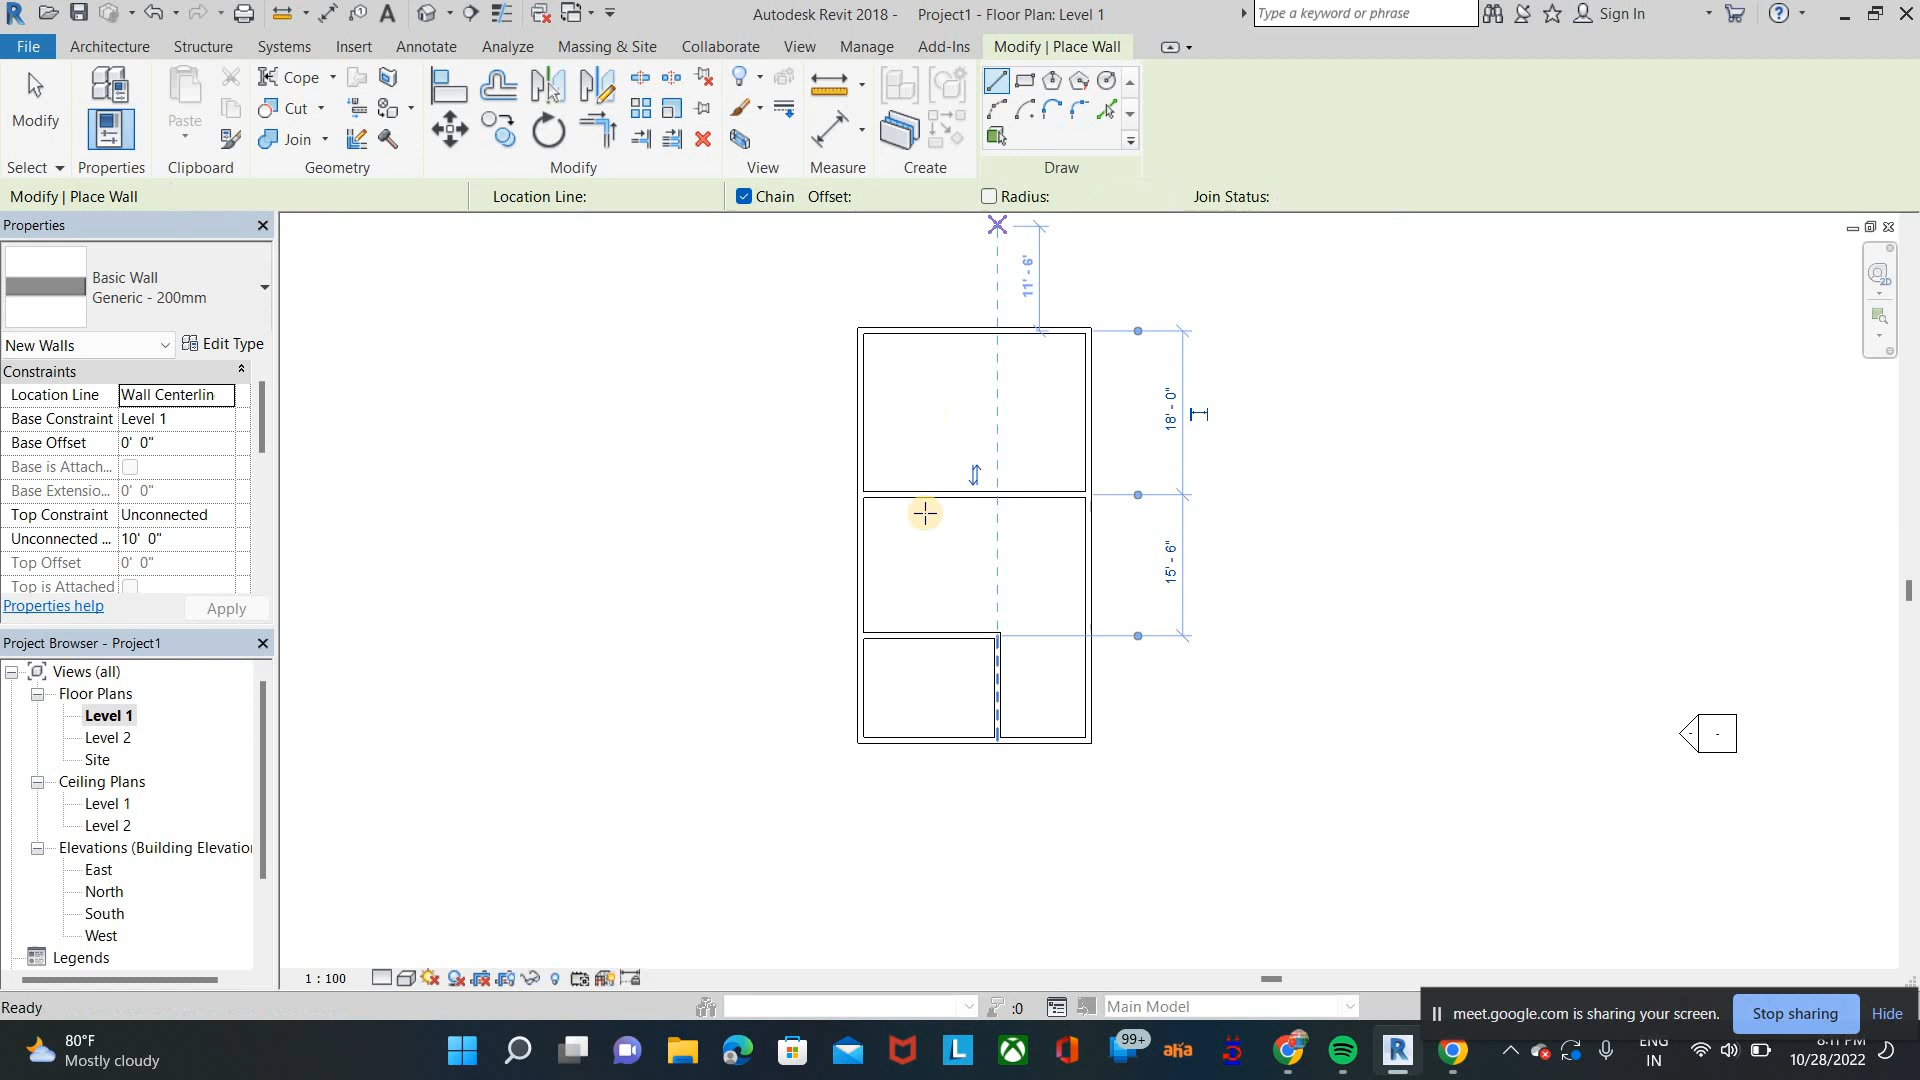 Autodesk Revit 2018 -    Project1 - Floor Plan: Level 1
Type a keyword or phrase
Sign In
File Architecture Structure Systems Insert Annotate Analyze Massing & Site Collaborate View Manage Add-Ins Modify | Place Wall
Modify
Paste
Cope
Cut
Join
Select Properties Clipboard Geometry Modify View Measure Create Draw
Modify | Place Wall Location Line: Chain Offset: Radius: Join Status:
Properties
Basic Wall
Generic - 200mm
New Walls Edit Type
Constraints
Location Line Wall Centerlin
Base Constraint Level 1
Base Offset 0' 0"
Base is Attach...
Base Extensio... 0' 0"
Top Constraint Unconnected
Unconnected ... 10' 0"
Top Offset 0' 0"
Top is Attached
Properties help Apply
Project Browser - Project1
Views (all)
Floor Plans
Level 1
Level 2
Site
Ceiling Plans
Level 1
Level 2
Elevations (Building Elevation
East
North
South
West
Legends
2D
11' - 6"
18' - 0"
15' - 6"
1 : 100
Ready
:0
Main Model
meet.google.com is sharing your screen. Stop sharing Hide
80°F
Mostly cloudy
99+
aha
ENG
IN
8:11 PM
10/28/2022